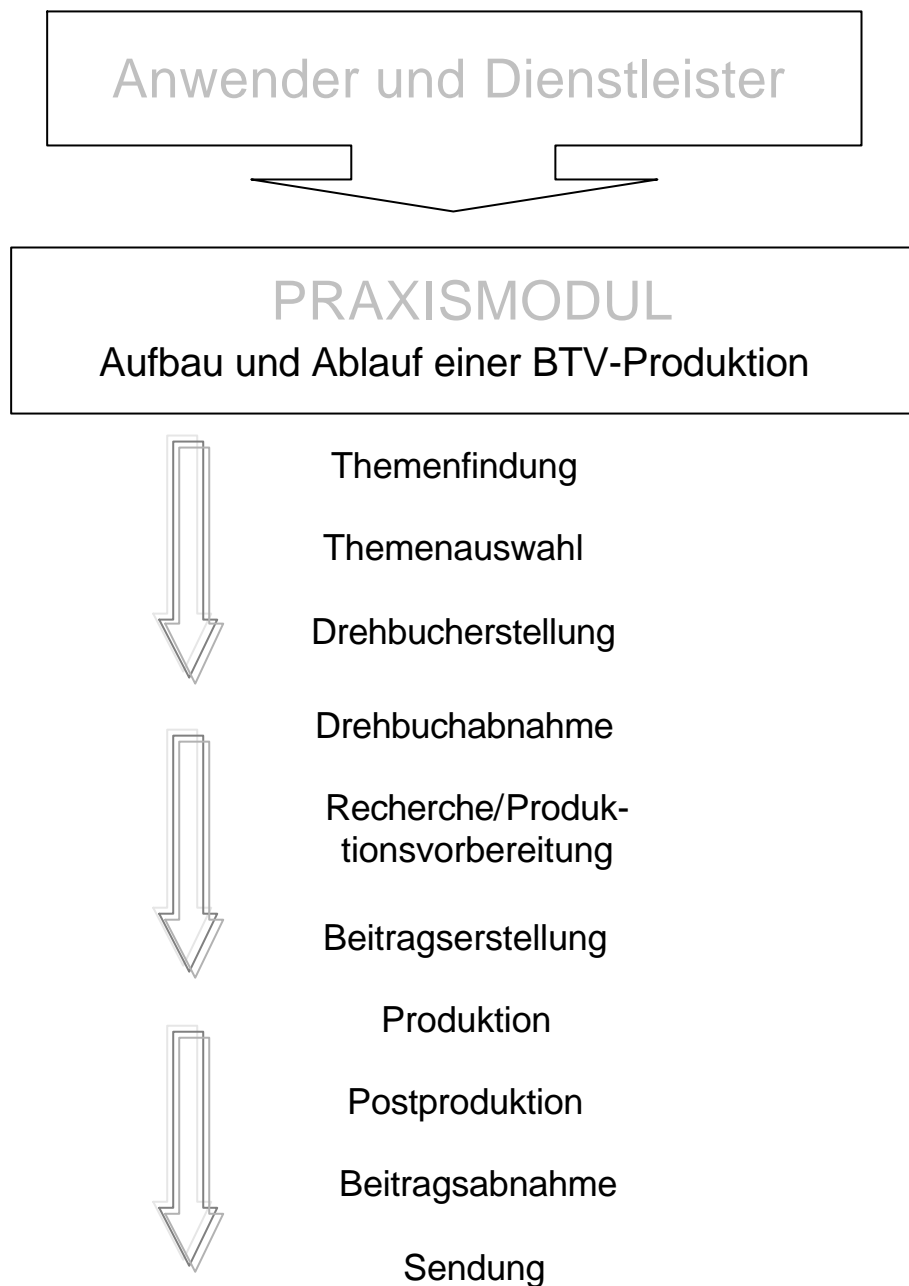 Anwender und Dienstleister
PRAXISMODUL
Aufbau und Ablauf einer BTV-Produktion
Themenfindung
Themenauswahl
Drehbucherstellung
Drehbuchabnahme
Recherche/Produk-
tionsvorbereitung
Beitragserstellung
Produktion
Postproduktion
Beitragsabnahme
Sendung